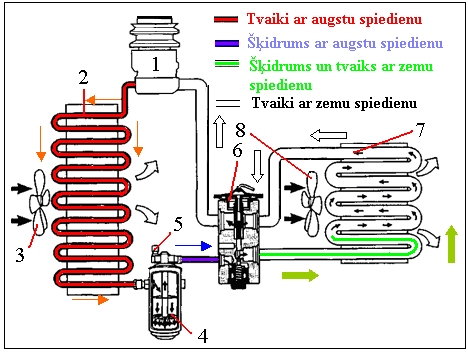 Tvaiki ar augstu spiedienu
Šķidrums ar augstu spiedienu
Šķidrums un tvaiks ar zemu
spiedienu
Tvaiki ar zemu spiedienu
1
2
8
7
6
5
3
4